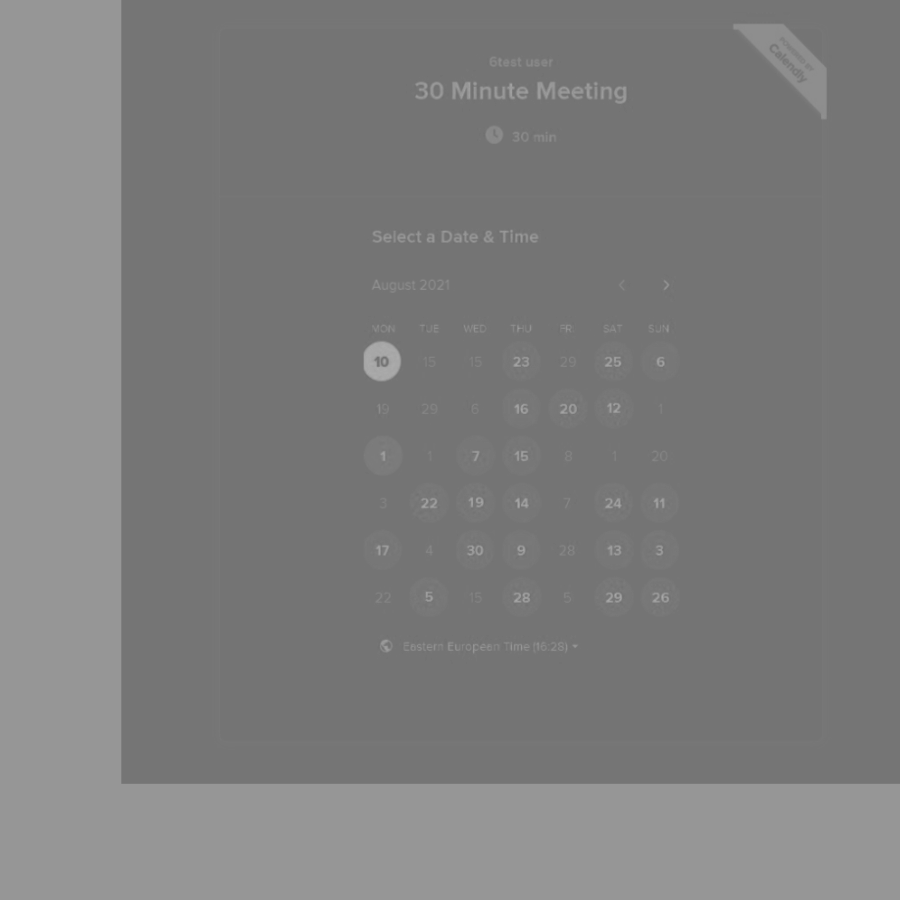 POWERED BY
Calendly
6test user
30 Minute Meeting
30 min
Select a Date & Time
August 2021
MON TUE WED THU FRI SAT SUN
10 15 15 23 29 25 6
19 29 6 16 20 12 1
1 1 7 15 8 1 20
3 22 19 14 7 24 11
17 4 30 9 28 13 3
22 5 15 28 5 29 26
Eastern European Time (16:28)